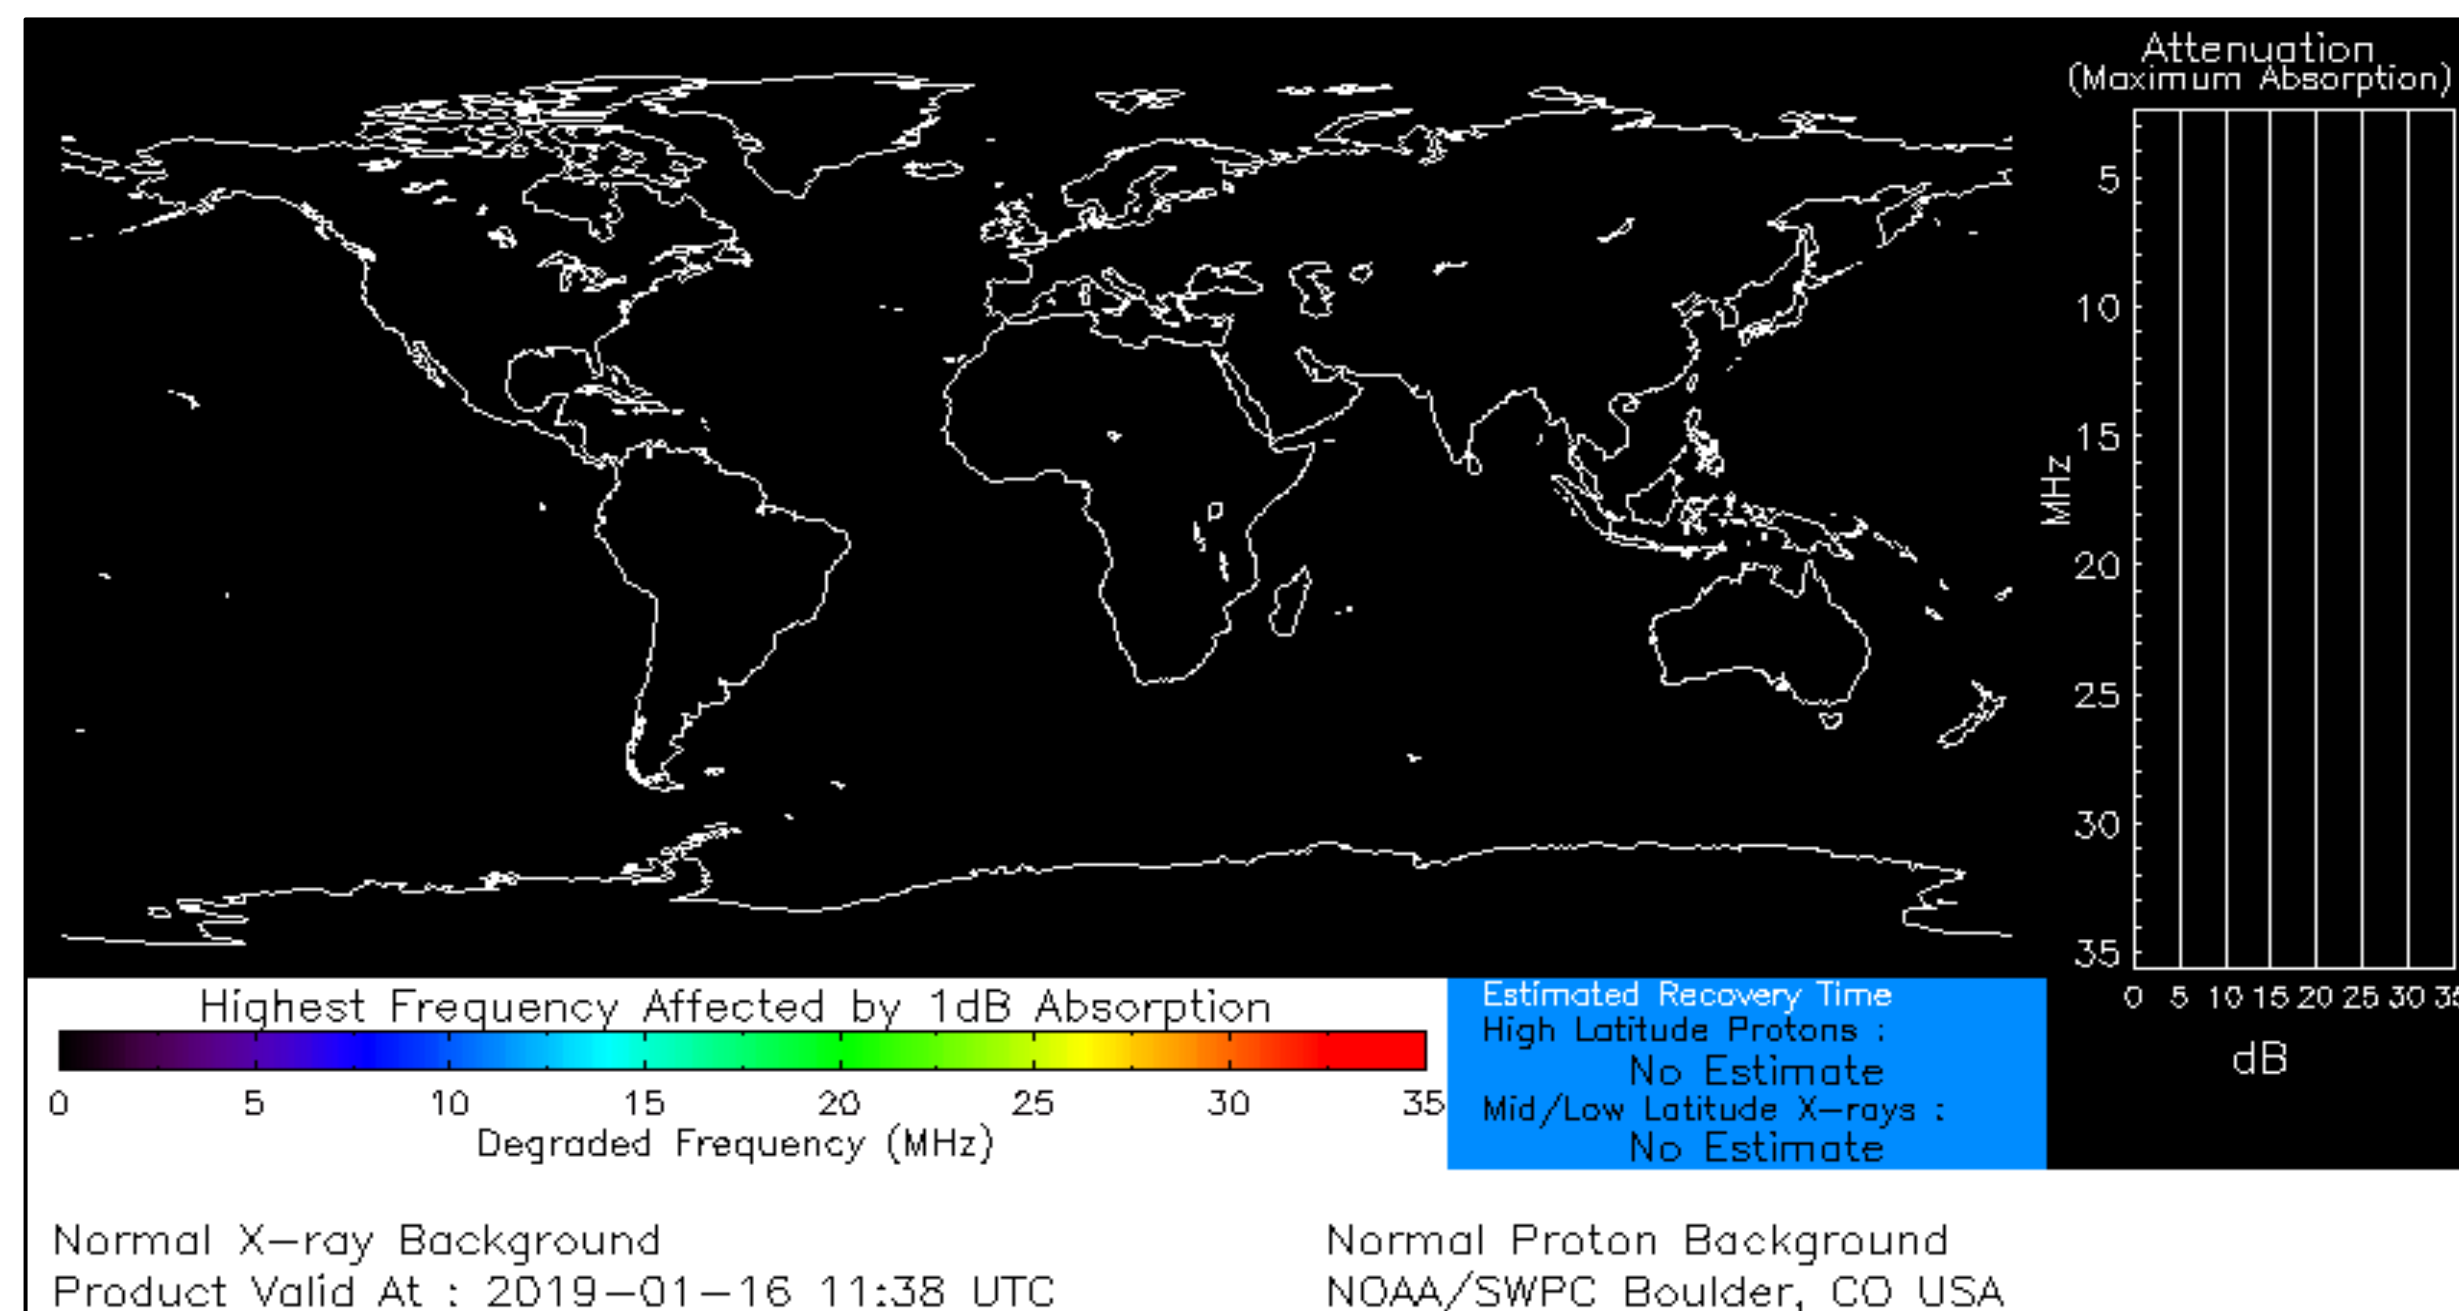 Attenuation
(Maximum Absorption)
5
10
15
20
25
30
35
MHz
0 5 10 15 20 25 30
dB
Highest Frequency Affected by 1dB Absorption
0 5 10 15 20 25 30 35
Degraded Frequency (MHz)
Estimated Recovery Time
High Latitude Protons :
No Estimate
Mid/Low Latitude X-rays :
No Estimate
Normal X-ray Background
Normal Proton Background
Product Valid At : 2019-01-16 11:38 UTC
NOAA/SWPC Boulder, CO USA